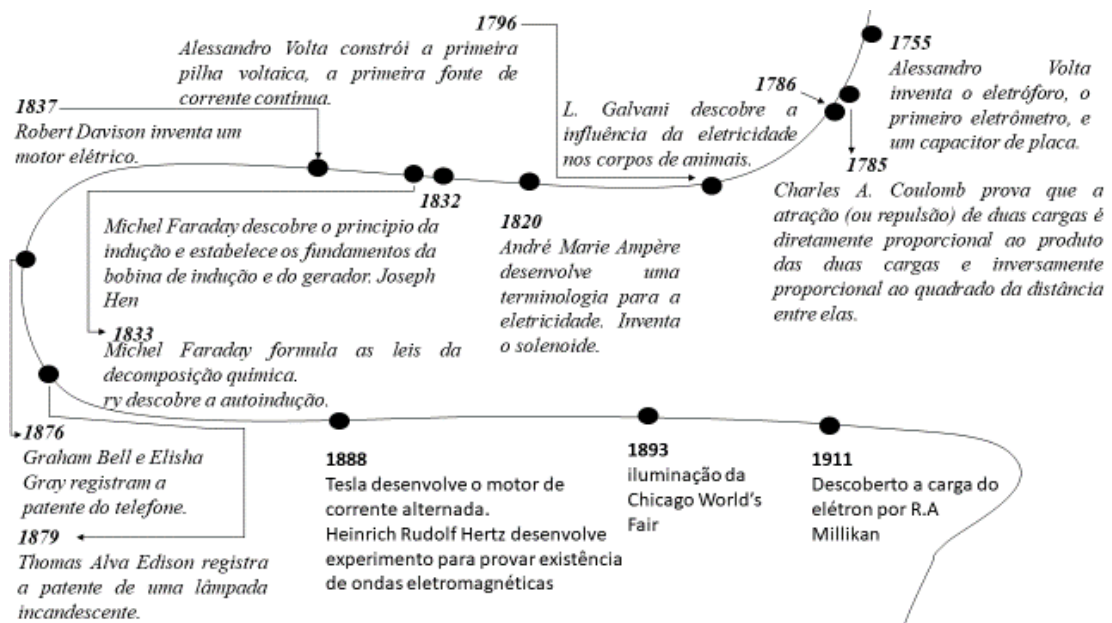 1796
Alessandro Volta constrói a primeira
pilha voltaica, a primeira fonte de
corrente contínua.
1755
Alessandro Volta
inventa o eletróforo, o
primeiro eletrômetro, e
um capacitor de placa.
1786
L. Galvani descobre a
influência da eletricidade
nos corpos de animais.
1785
Charles A. Coulomb prova que a
atração (ou repulsão) de duas cargas é
diretamente proporcional ao produto
das duas cargas e inversamente
proporcional ao quadrado da distância
entre elas.
1837
Robert Davison inventa um
motor elétrico.
1832
Michel Faraday descobre o principio da
indução e estabelece os fundamentos da
bobina de indução e do gerador. Joseph
Hen
1820
André Marie Ampère
desenvolve uma
terminologia para a
eletricidade. Inventa
o solenoide.
1833
Michel Faraday formula as leis da
decomposição química.
ry descobre a autoindução.
1876
Graham Bell e Elisha
Gray registram a
patente do telefone.
1879
Thomas Alva Edison registra
a patente de uma lâmpada
incandescente.
1888
Tesla desenvolve o motor de
corrente alternada.
Heinrich Rudolf Hertz desenvolve
experimento para provar existência
de ondas eletromagnéticas
1893
iluminação da
Chicago World's
Fair
1911
Descoberto a carga do
elétron por R.A
Millikan